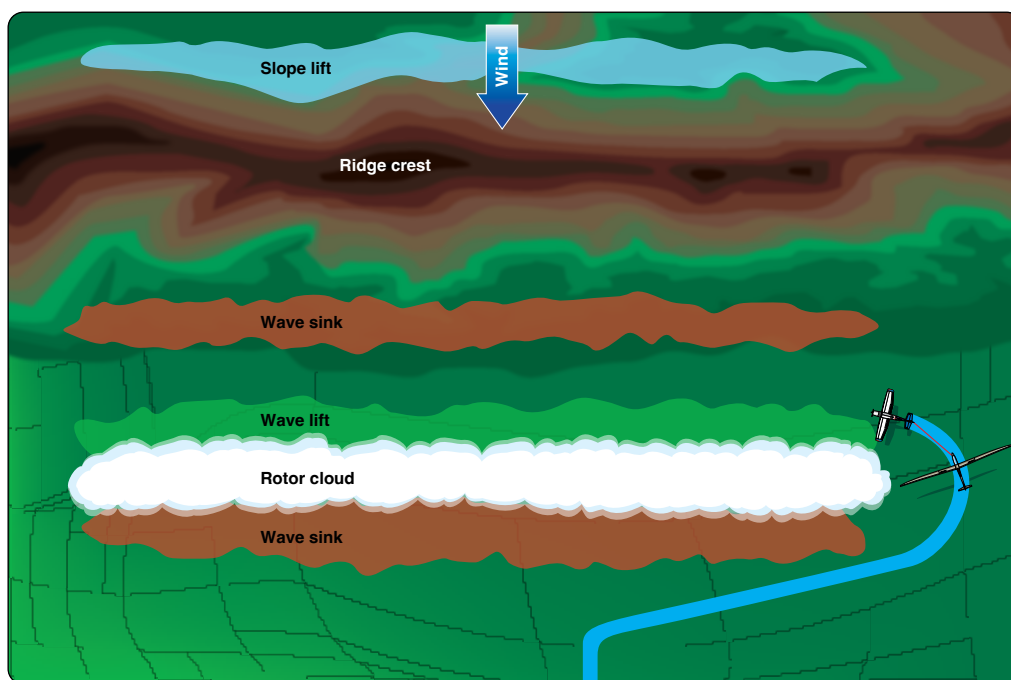 Slope lift
Wind
Ridge crest
Wave sink
Wave lift
Rotor cloud
Wave sink